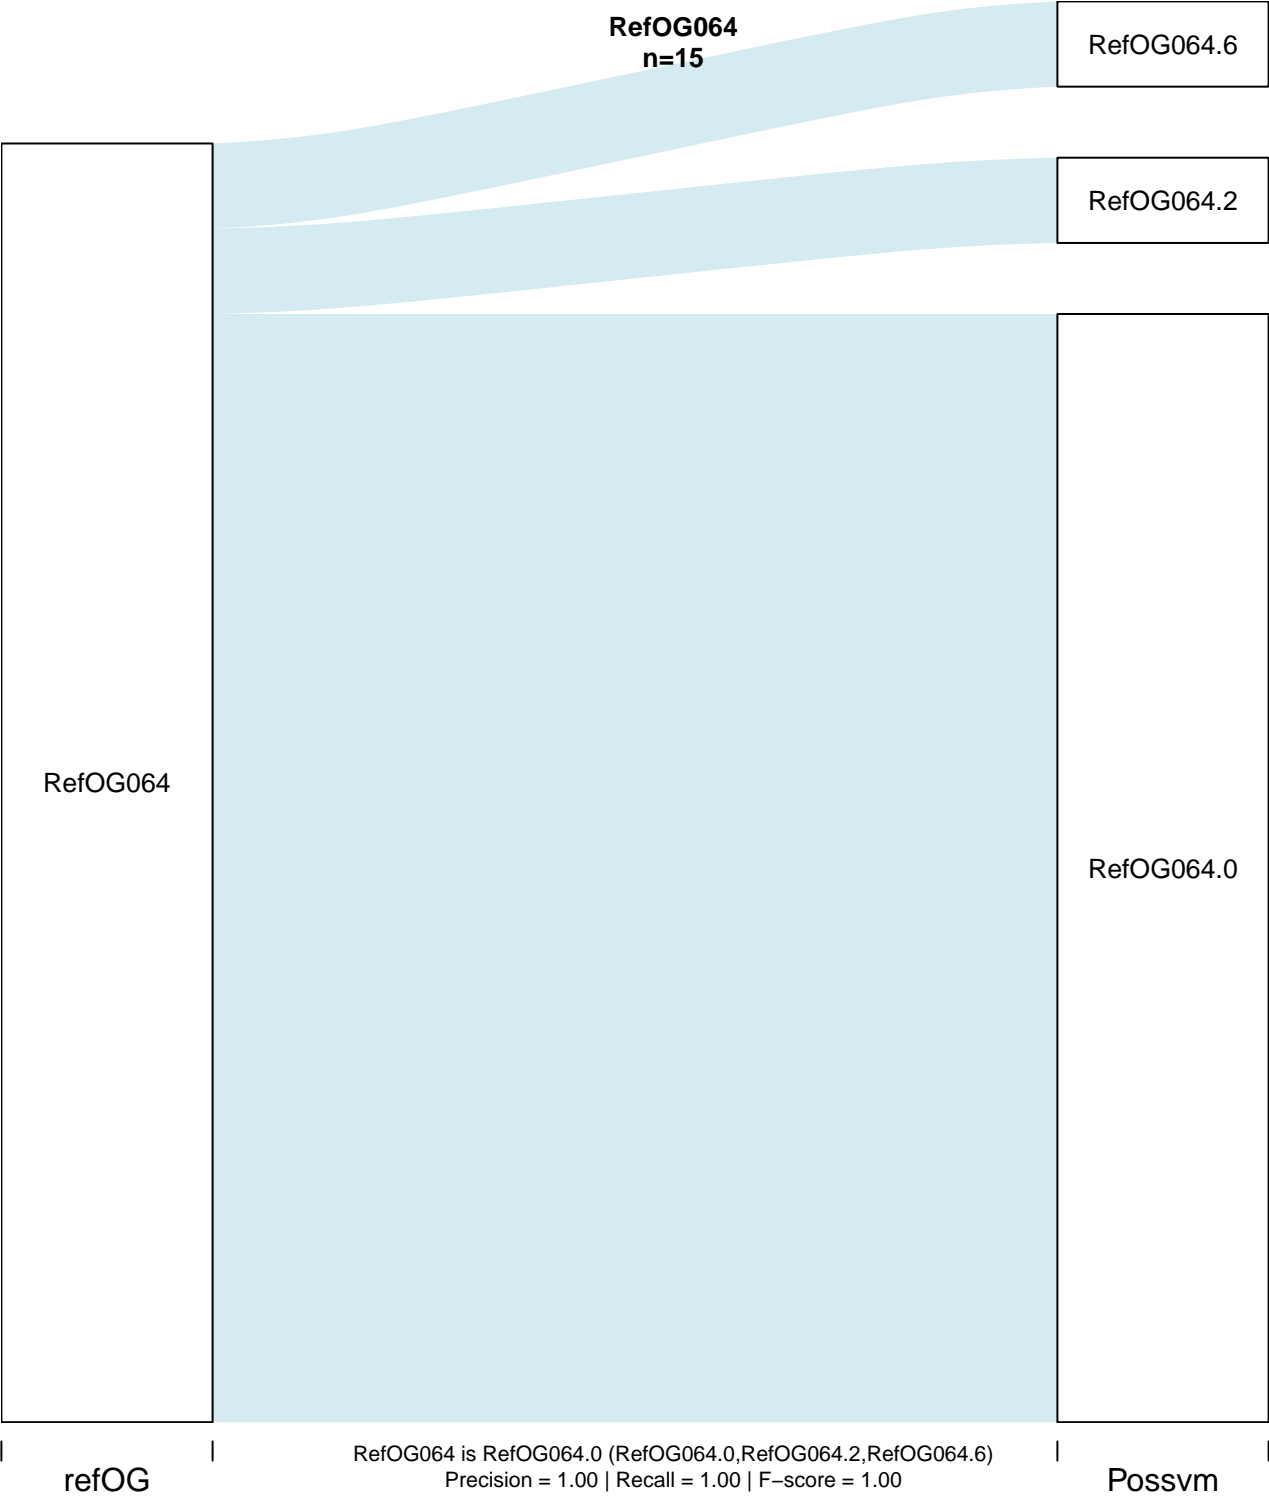 RefOG064
n=15
RefOG064.6
RefOG064.2
RefOG064
RefOG064.0
RefOG064 is RefOG064.0 (RefOG064.0,RefOG064.2,RefOG064.6)
Precision = 1.00 | Recall = 1.00 | F−score = 1.00
refOG
Possvm